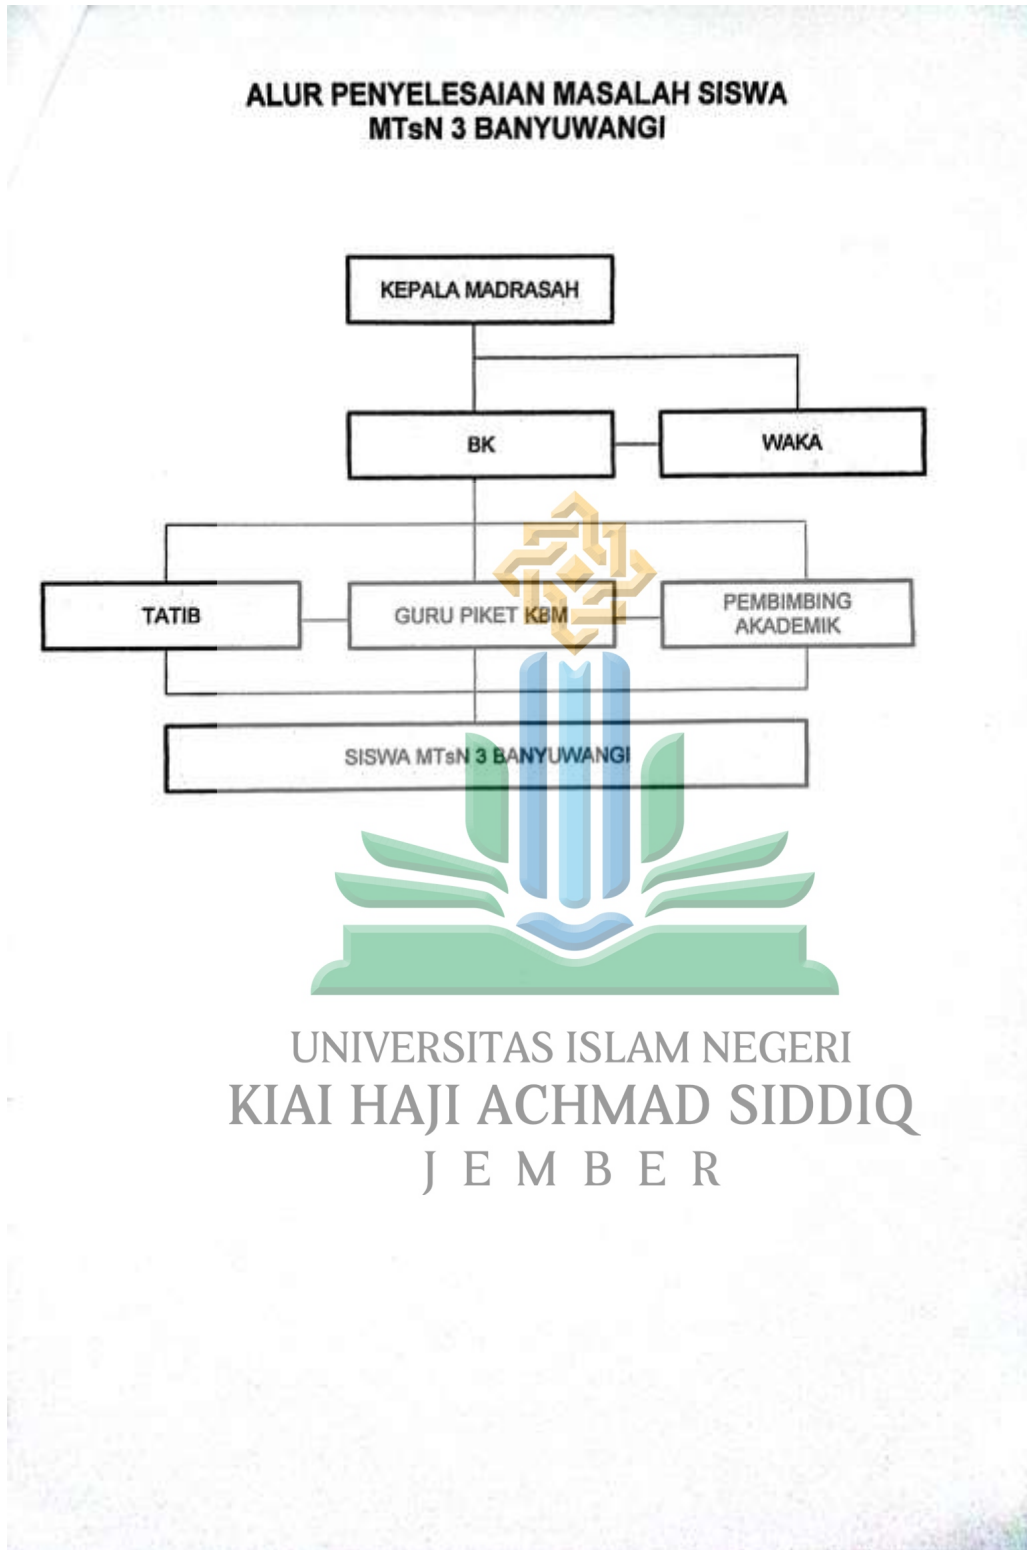 ALUR PENYELESAIAN MASALAH SISWA
MTsN 3 BANYUWANGI
KEPALA MADRASAH
BK
WAKA
TATIB
GURU PIKET KBM
PEMBIMBING
AKADEMIK
SISWA MTsN 3 BANYUWANGI
UNIVERSITAS ISLAM NEGERI
KIAI HAJI ACHMAD SIDDIQ
JEMBER